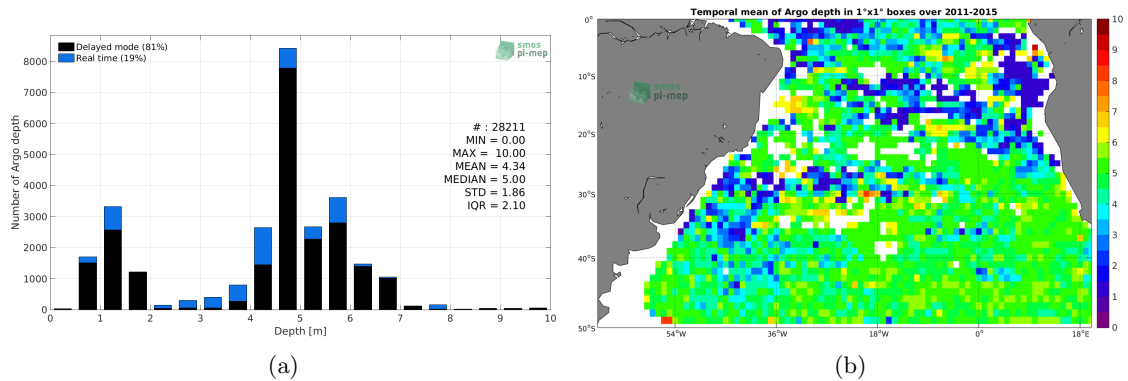 Delayed mode (81%)
Real time (19%)
smos
pi-mep
Number of Argo depth
8000
7000
6000
5000
4000
3000
2000
1000
0
# : 28211
MIN = 0.00
MAX = 10.00
MEAN = 4.34
MEDIAN = 5.00
STD = 1.86
IQR = 2.10
0 1 2 3 4 5 6 7 8 9 10
Depth [m]
(a)
Temporal mean of Argo depth in 1°x1° boxes over 2011-2015
smos
pi-mep
0°
10°S
20°S
30°S
40°S
50°S
54°W 36°W 18°W 0° 18°E
10
9
8
7
6
5
4
3
2
1
0
(b)